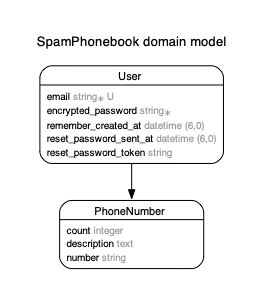 SpamPhonebook domain model
User
email string∗ U
encrypted_password string∗
remember_created_at datetime (6,0)
reset_password_sent_at datetime (6,0)
reset_password_token string
PhoneNumber
count integer
description text
number string